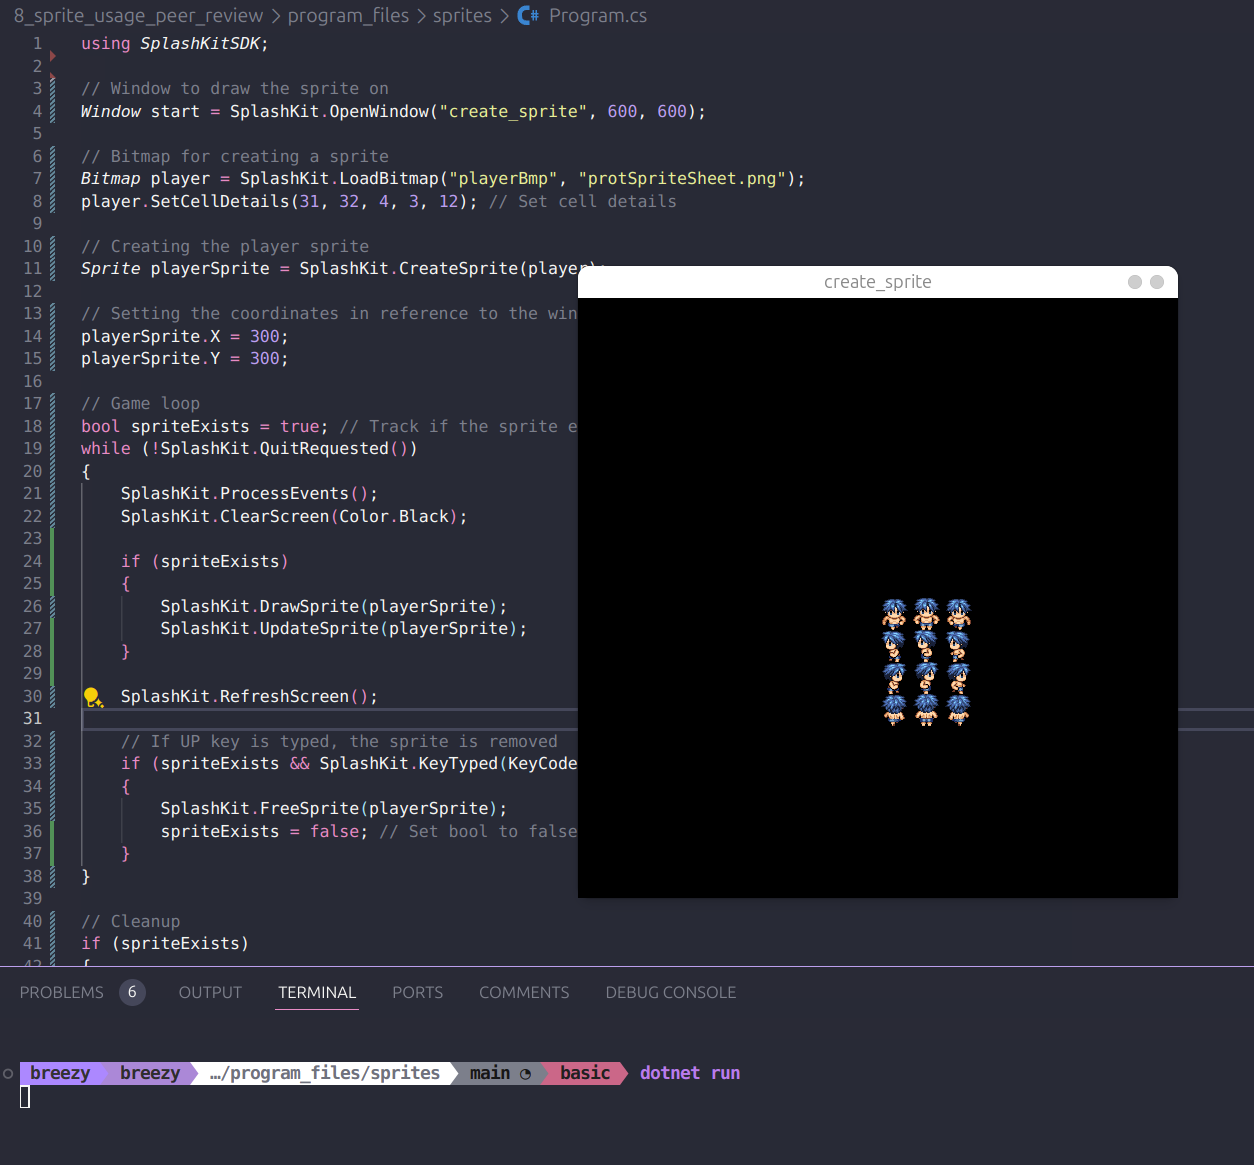 8_sprite_usage_peer_review > program_files > sprites > C# Program.cs
1 using SplashKitSDK;
2
3 // Window to draw the sprite on
4 Window start = SplashKit.OpenWindow("create_sprite", 600, 600);
5
6 // Bitmap for creating a sprite
7 Bitmap player = SplashKit.LoadBitmap("playerBmp", "protSpriteSheet.png");
8 player.SetCellDetails(31, 32, 4, 3, 12); // Set cell details
9
10 // Creating the player sprite
11 Sprite playerSprite = SplashKit.CreateSprite(player);
create_sprite
12
13 // Setting the coordinates in reference to the win
14 playerSprite.X = 300;
15 playerSprite.Y = 300;
16
17 // Game loop
18 bool spriteExists = true; // Track if the sprite e
19 while (!SplashKit.QuitRequested())
20 {
21 SplashKit.ProcessEvents();
22 SplashKit.ClearScreen(Color.Black);
23
24 if (spriteExists)
25 {
26 SplashKit.DrawSprite(playerSprite);
27 SplashKit.UpdateSprite(playerSprite);
28 }
29
30 SplashKit.RefreshScreen();
31
32 // If UP key is typed, the sprite is removed
33 if (spriteExists && SplashKit.KeyTyped(KeyCode
34 {
35 SplashKit.FreeSprite(playerSprite);
36 spriteExists = false; // Set bool to false
37 }
38 }
39
40 // Cleanup
41 if (spriteExists)
42 {
PROBLEMS 6 OUTPUT TERMINAL PORTS COMMENTS DEBUG CONSOLE
breezy breezy …/program_files/sprites main basic dotnet run